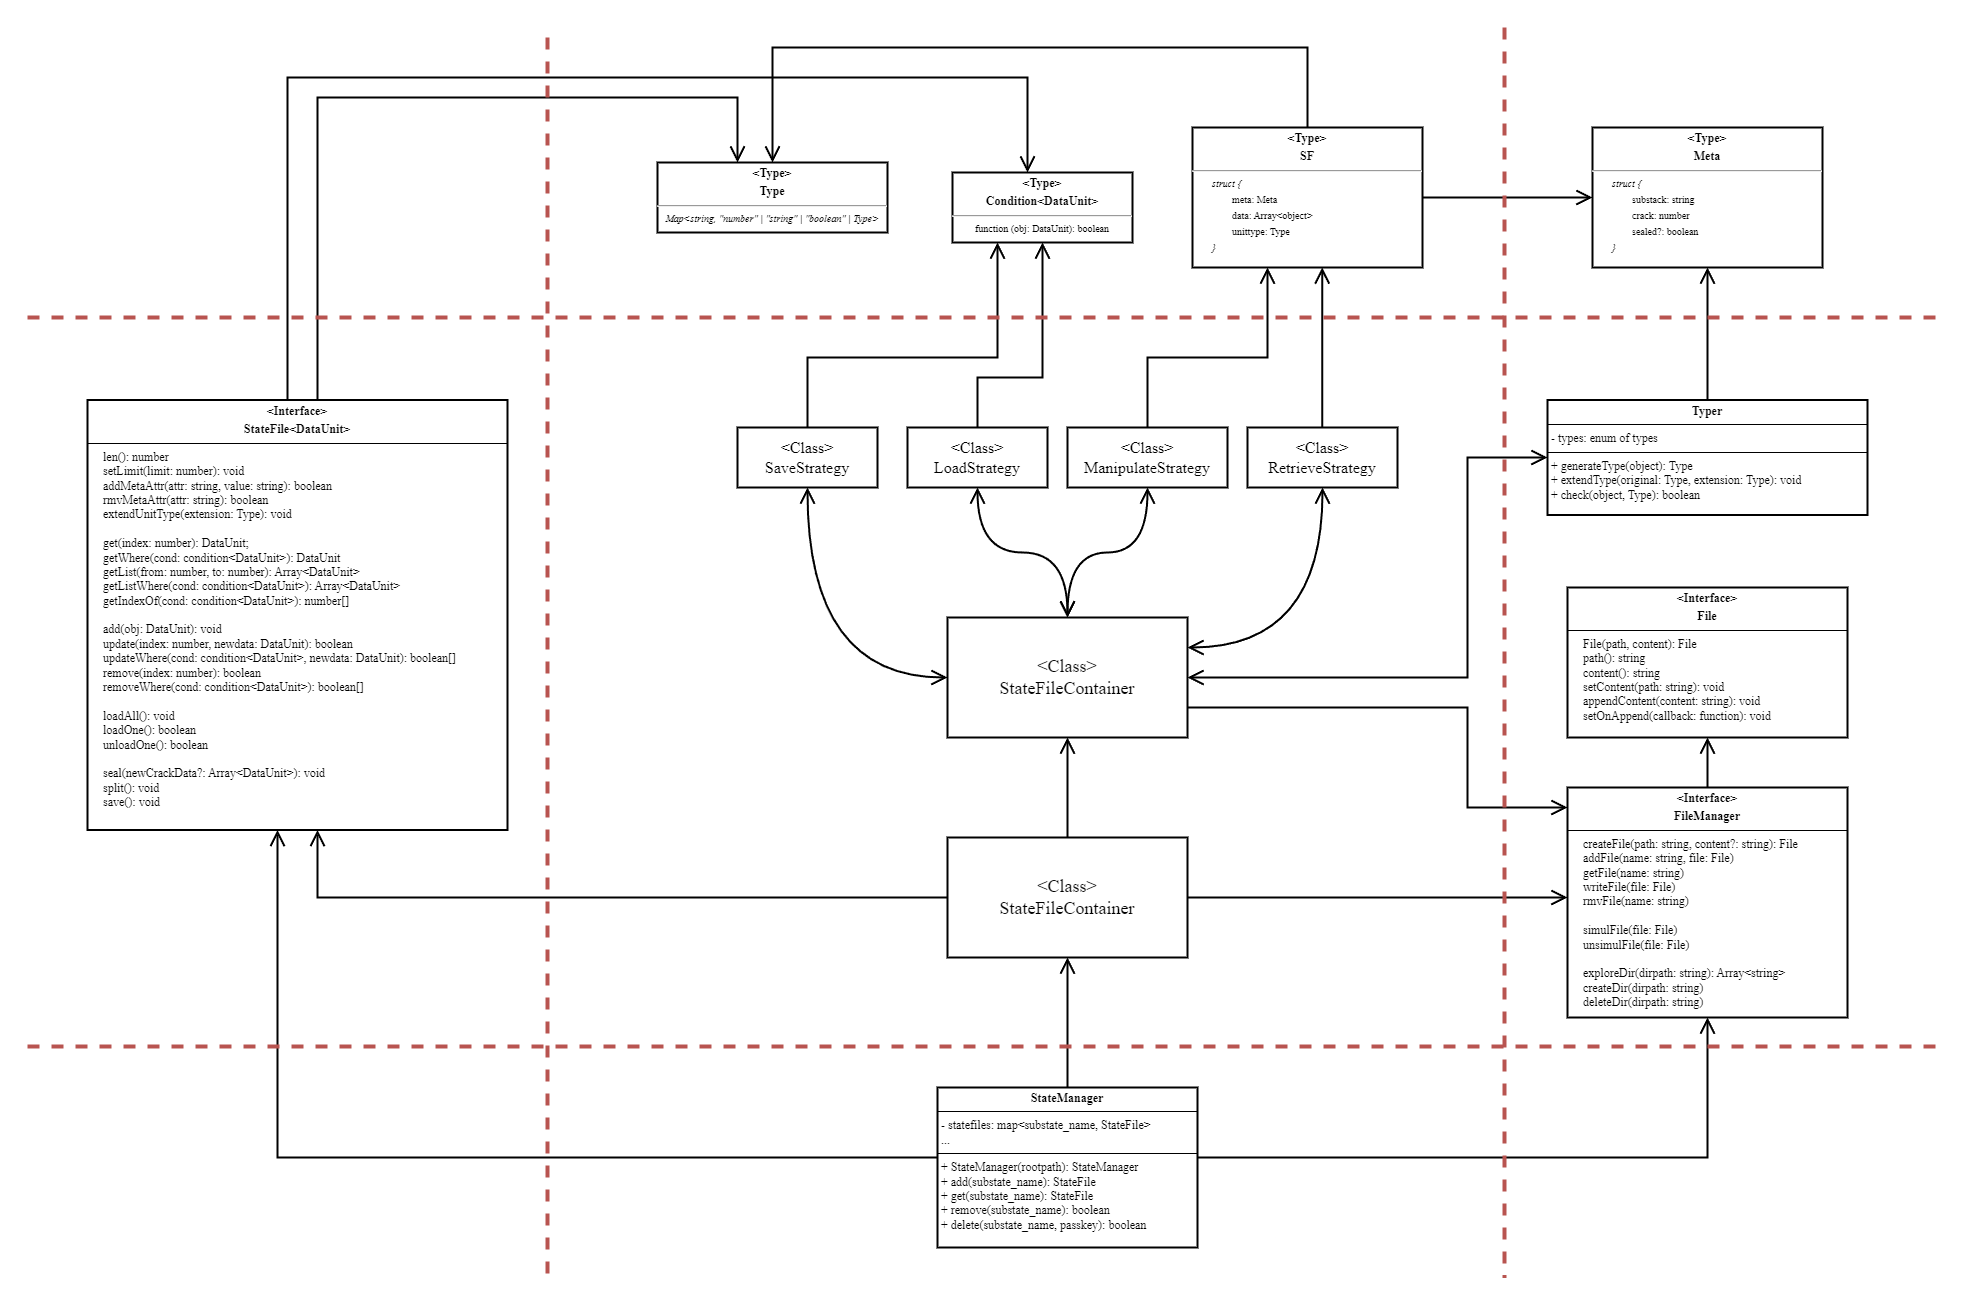 <Type>
Type
Map<string, "number" | "string" | "boolean" | Type>
<Type>
Condition<DataUnit>
function (obj: DataUnit): boolean
<Type>
SF
struct {
meta: Meta
data: Array<object>
unittype: Type
}
<Type>
Meta
struct {
substack: string
crack: number
sealed?: boolean
}
<Interface>
StateFile<DataUnit>
len(): number
setLimit(limit: number): void
addMetaAttr(attr: string, value: string): boolean
rmvMetaAttr(attr: string): boolean
extendUnitType(extension: Type): void
get(index: number): DataUnit;
getWhere(cond: condition<DataUnit>): DataUnit
getList(from: number, to: number): Array<DataUnit>
getListWhere(cond: condition<DataUnit>): Array<DataUnit>
getIndexOf(cond: condition<DataUnit>): number[]
add(obj: DataUnit): void
update(index: number, newdata: DataUnit): boolean
updateWhere(cond: condition<DataUnit>, newdata: DataUnit): boolean[]
remove(index: number): boolean
removeWhere(cond: condition<DataUnit>): boolean[]
loadAll(): void
loadOne(): boolean
unloadOne(): boolean
seal(newCrackData?: Array<DataUnit>): void
split(): void
save(): void
<Class>
SaveStrategy
<Class>
LoadStrategy
<Class>
ManipulateStrategy
<Class>
RetrieveStrategy
Typer
- types: enum of types
+ generateType(object): Type
+ extendType(original: Type, extension: Type): void
+ check(object, Type): boolean
<Interface>
File
File(path, content): File
path(): string
content(): string
setContent(path: string): void
appendContent(content: string): void
setOnAppend(callback: function): void
<Class>
StateFileContainer
<Interface>
FileManager
createFile(path: string, content?: string): File
addFile(name: string, file: File)
getFile(name: string)
writeFile(file: File)
rmvFile(name: string)
simulFile(file: File)
unsimulFile(file: File)
exploreDir(dirpath: string): Array<string>
createDir(dirpath: string)
deleteDir(dirpath: string)
<Class>
StateFileContainer
StateManager
- statefiles: map<substate_name, StateFile>
...
+ StateManager(rootpath): StateManager
+ add(substate_name): StateFile
+ get(substate_name): StateFile
+ remove(substate_name): boolean
+ delete(substate_name, passkey): boolean